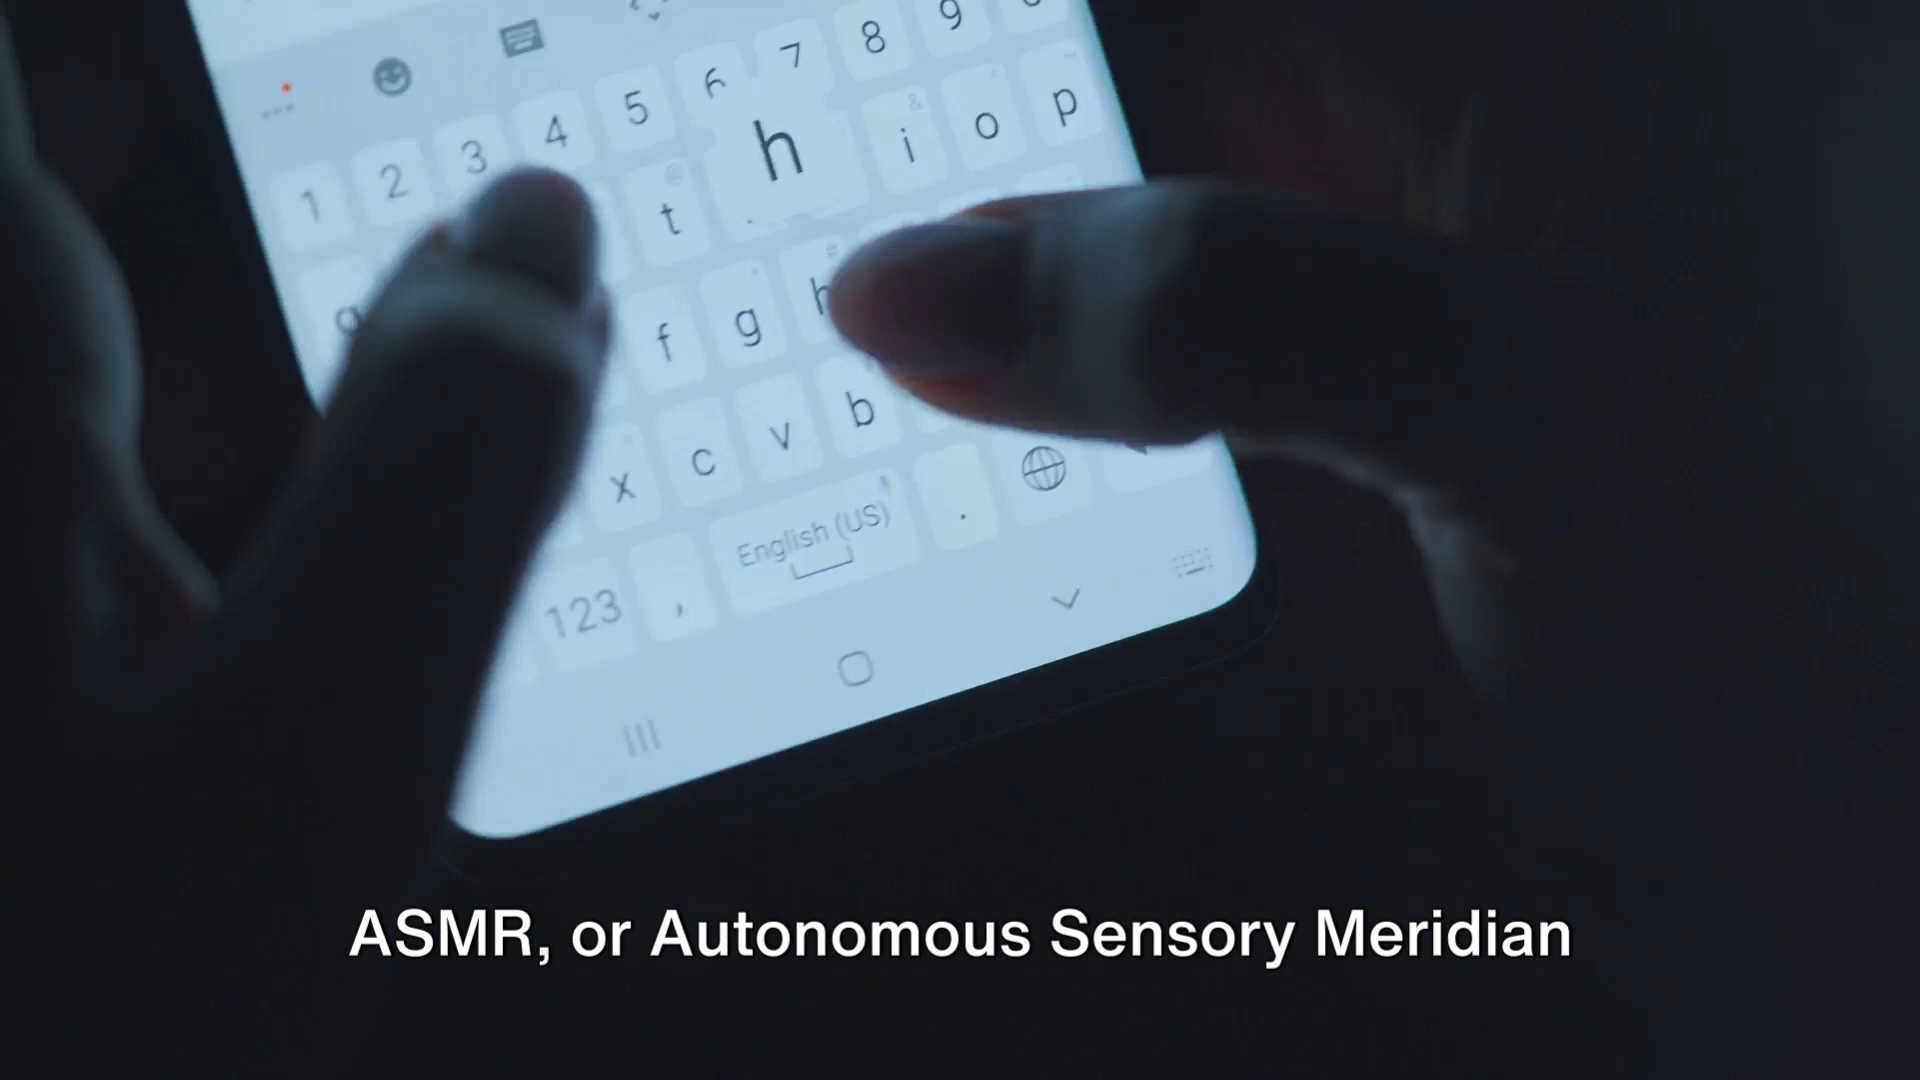 1 2 3 4 5 6 7 8 9
h
t i o p
f g h
x c v b
123 , English (US) .
ASMR, or Autonomous Sensory Meridian